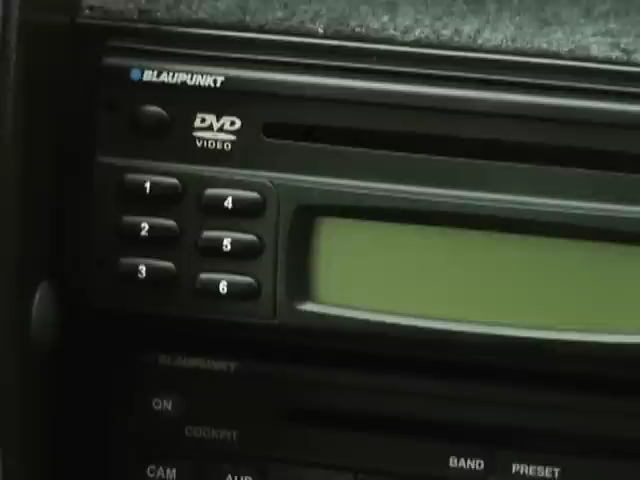 BLAUPUNKT
DVD
VIDEO
1
4
2
5
3
6
BLAUPUNKT
ON
COCKPIT
BAND
PRESET
CAM